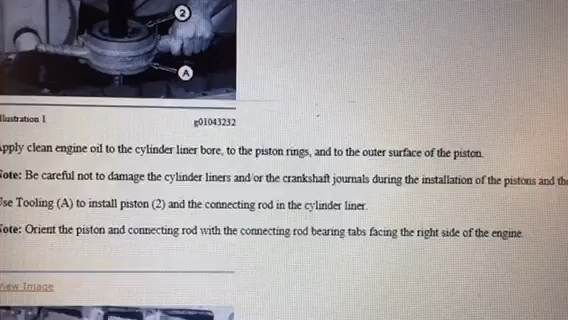 2
A
llustration 1
g01043232
pply clean engine oil to the cylinder liner bore, to the piston rings, and to the outer surface of the piston.
ote: Be careful not to damage the cylinder liners and/or the crankshaft journals during the installation of the pistons and the
se Tooling (A) to install piston (2) and the connecting rod in the cylinder liner.
ote: Orient the piston and connecting rod with the connecting rod bearing tabs facing the right side of the engine.
View Image